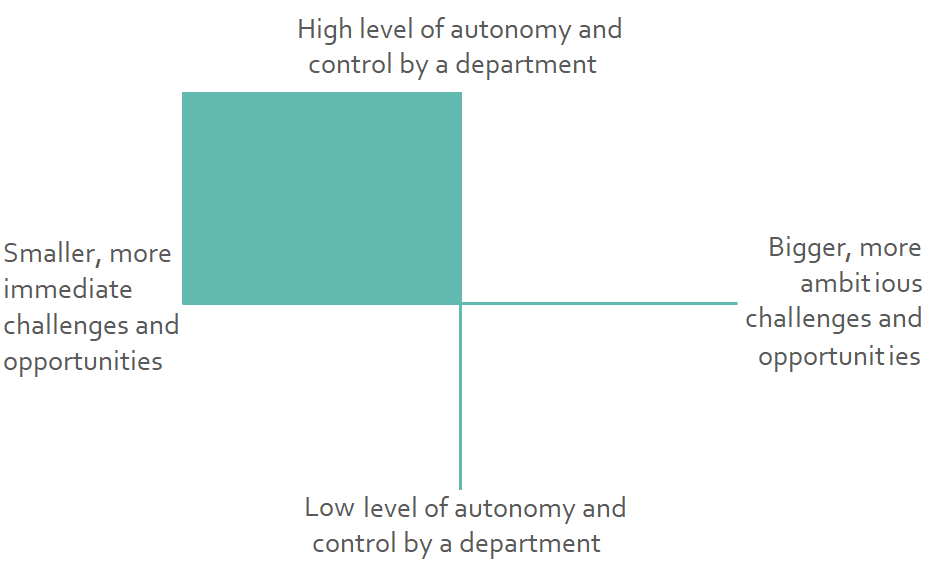 High level of autonomy and
control by a department
Smaller, more
immediate
challenges and
opportunities
Bigger, more
ambitious
challenges and
opportunities
Low level of autonomy and
control by a department